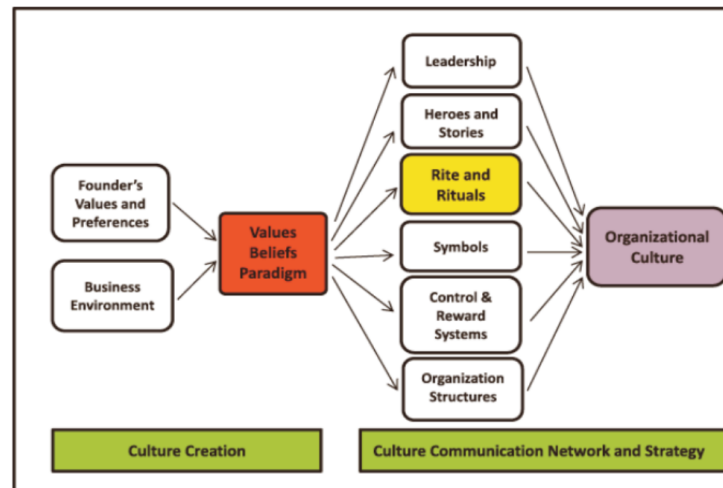 Founder's
Values and
Preferences
Business
Environment
Values
Beliefs
Paradigm
Leadership
Heroes and
Stories
Rite and
Rituals
Symbols
Control &
Reward
Systems
Organization
Structures
Organizational
Culture
Culture Creation
Culture Communication Network and Strategy